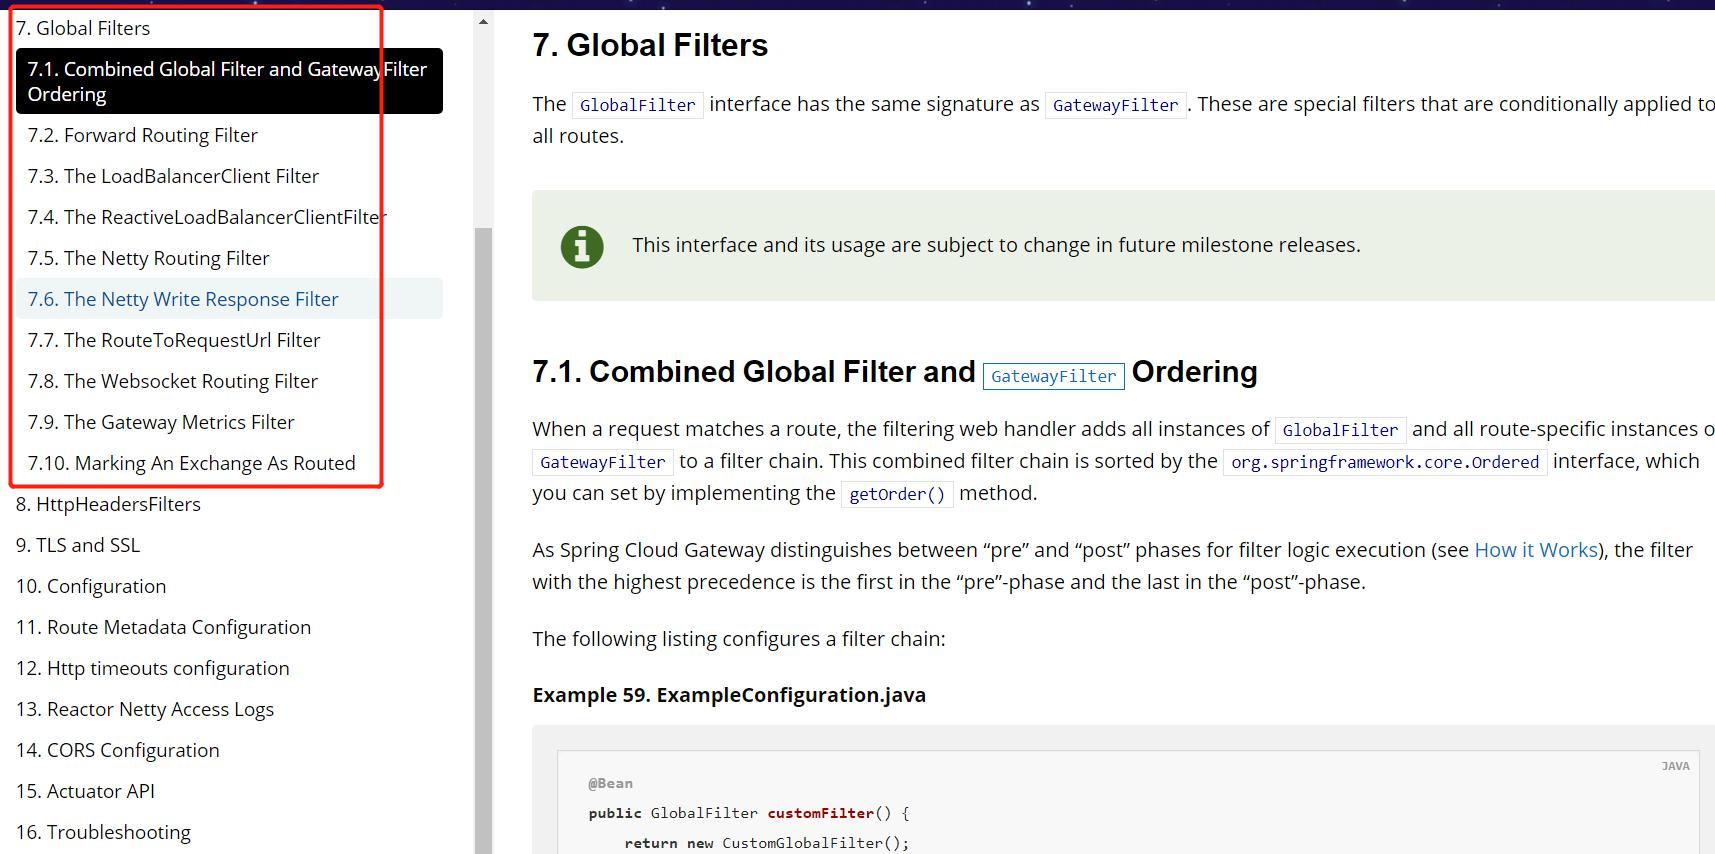 7. Global Filters
7.1. Combined Global Filter and GatewayFilter
Ordering
7.2. Forward Routing Filter
7.3. The LoadBalancerClient Filter
7.4. The ReactiveLoadBalancerClientFilter
7.5. The Netty Routing Filter
7.6. The Netty Write Response Filter
7.7. The RouteToRequestUrl Filter
7.8. The Websocket Routing Filter
7.9. The Gateway Metrics Filter
7.10. Marking An Exchange As Routed
8. HttpHeadersFilters
9. TLS and SSL
10. Configuration
11. Route Metadata Configuration
12. Http timeouts configuration
13. Reactor Netty Access Logs
14. CORS Configuration
15. Actuator API
16. Troubleshooting
7. Global Filters
The GlobalFilter interface has the same signature as GatewayFilter. These are special filters that are conditionally applied to
all routes.
This interface and its usage are subject to change in future milestone releases.
7.1. Combined Global Filter and GatewayFilter Ordering
When a request matches a route, the filtering web handler adds all instances of GlobalFilter and all route-specific instances o
GatewayFilter to a filter chain. This combined filter chain is sorted by the org.springframework.core.Ordered interface, which
you can set by implementing the getOrder() method.
As Spring Cloud Gateway distinguishes between “pre” and “post” phases for filter logic execution (see How it Works), the filter
with the highest precedence is the first in the “pre”-phase and the last in the “post”-phase.
The following listing configures a filter chain:
Example 59. ExampleConfiguration.java
JAVA
@Bean
public GlobalFilter customFilter() {
return new CustomGlobalFilter();